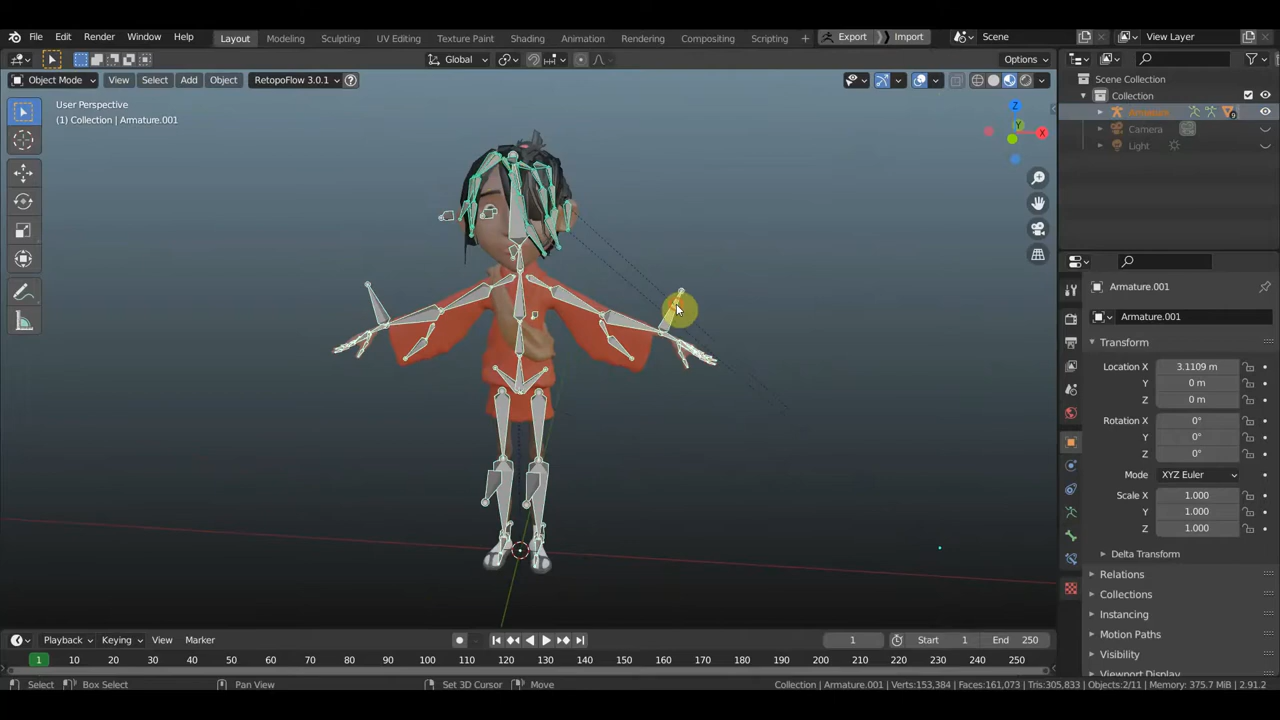 File Edit Render Window Help Layout Modeling Sculpting UV Editing Texture Paint Shading Animation Rendering Compositing Scripting + Export Import Scene View Layer
Global Options
Object Mode View Select Add Object RetopoFlow 3.0.1
User Perspective
(1) Collection | Armature.001
Z
Y
X
Scene Collection
Collection
Camera
Light
Armature.001
Armature.001
Transform
Location X 3.1109 m
Y 0 m
Z 0 m
Rotation X 0°
Y 0°
Z 0°
Mode XYZ Euler
Scale X 1.000
Y 1.000
Z 1.000
Delta Transform
Relations
Collections
Instancing
Motion Paths
Visibility
Viewport Display
Playback Keying View Marker 1 Start 1 End 250
1 10 20 30 40 50 60 70 80 90 100 110 120 130 140 150 160 170 180 190 200 210 220 230 240 250
Select Box Select Pan View Set 3D Cursor Move Collection | Armature.001 | Verts:153,384 | Faces:161,073 | Tris:305,833 | Objects:2/11 | Memory: 375.7 MiB | 2.91.2